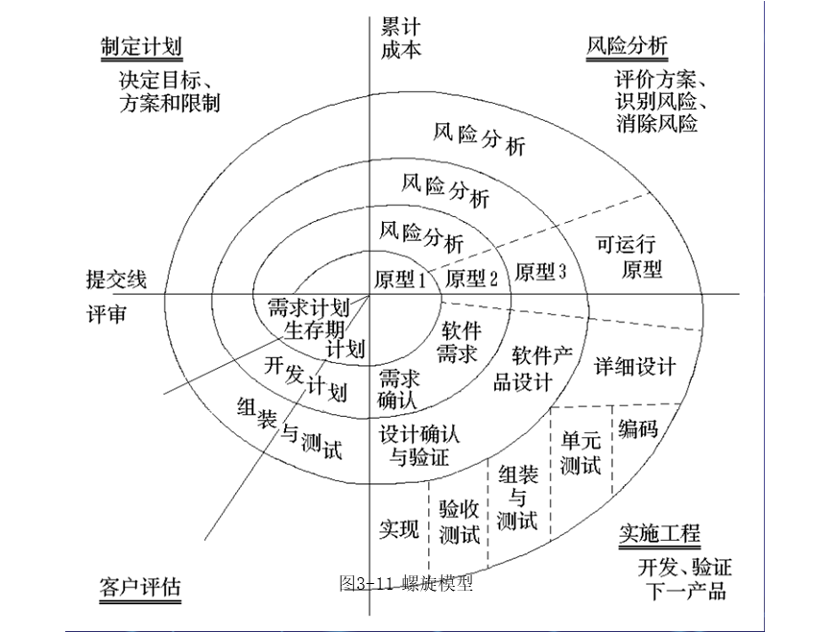 累计
成本
制定计划
决定目标、
方案和限制
风险分析
评价方案、
识别风险、
消除风险
风险分析
风险分析
风险分析
原型1
原型2
原型3
可运行
原型
提交线
评审
需求计划
生存期
计划
开发计划
组装与测试
软件
需求
需求
确认
软件产
品设计
设计确认
与验证
详细设计
编码
单元
测试
组装
与
测试
验收
测试
实现
实施工程
开发、验证
下一产品
客户评估
图3-11 螺旋模型